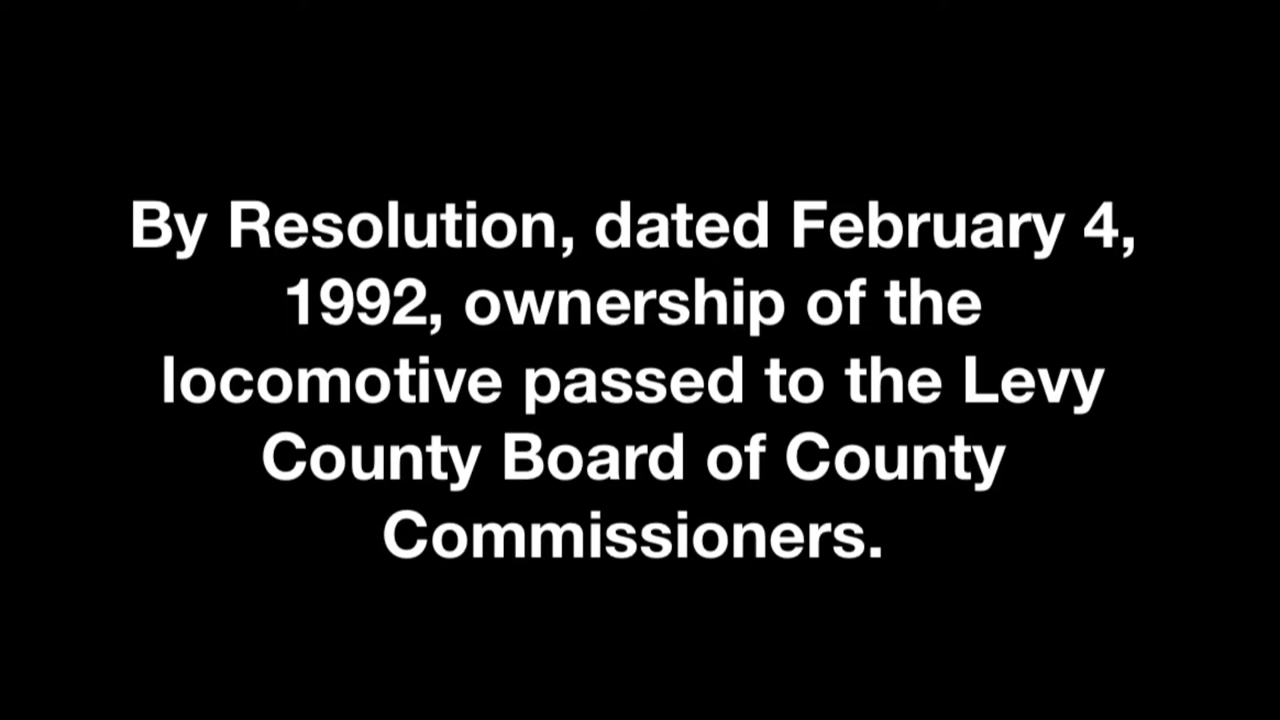 By Resolution, dated February 4,
1992, ownership of the
locomotive passed to the Levy
County Board of County
Commissioners.